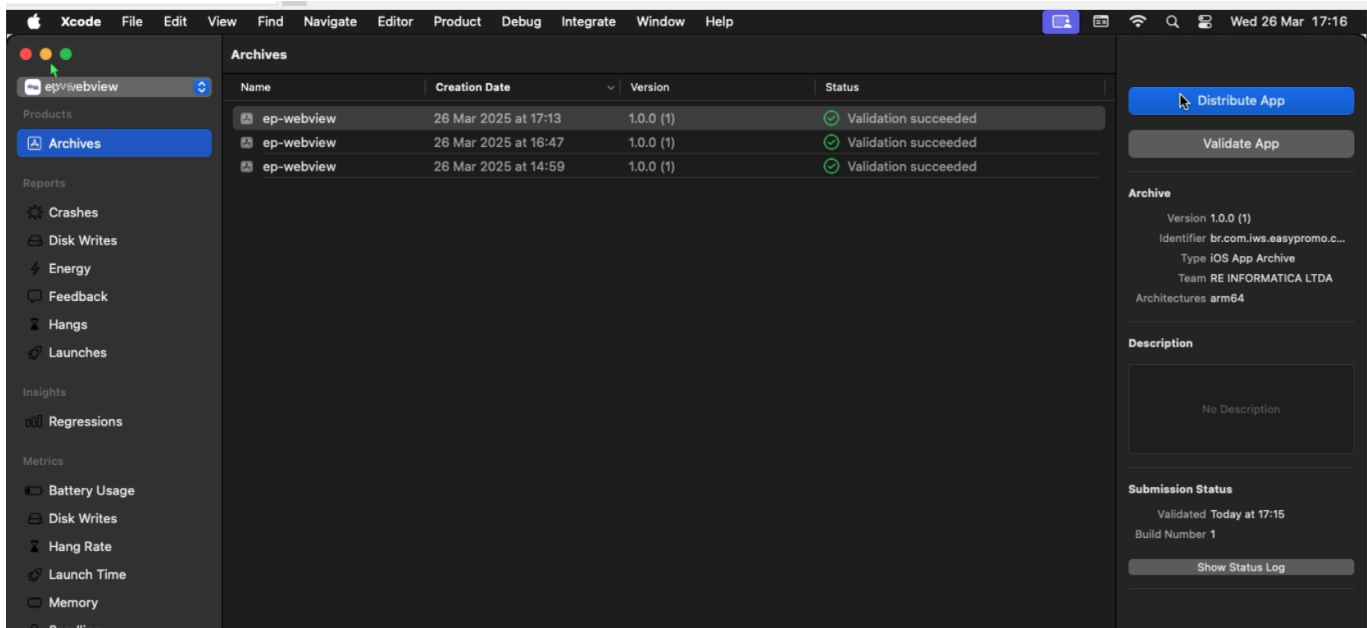 Xcode File Edit View Find Navigate Editor Product Debug Integrate Window Help Wed 26 Mar 17:16
Archives
Products
Archives
Reports
Crashes
Disk Writes
Energy
Feedback
Hangs
Launches
Insights
Regressions
Metrics
Battery Usage
Disk Writes
Hang Rate
Launch Time
Memory
Name Creation Date Version Status
ep-webview 26 Mar 2025 at 17:13 1.0.0 (1) Validation succeeded
ep-webview 26 Mar 2025 at 16:47 1.0.0 (1) Validation succeeded
ep-webview 26 Mar 2025 at 14:59 1.0.0 (1) Validation succeeded
Distribute App
Validate App
Archive
Version 1.0.0 (1)
Identifier br.com.iws.easypromo.c...
Type iOS App Archive
Team RE INFORMATICA LTDA
Architectures arm64
Description
No Description
Submission Status
Validated Today at 17:15
Build Number 1
Show Status Log